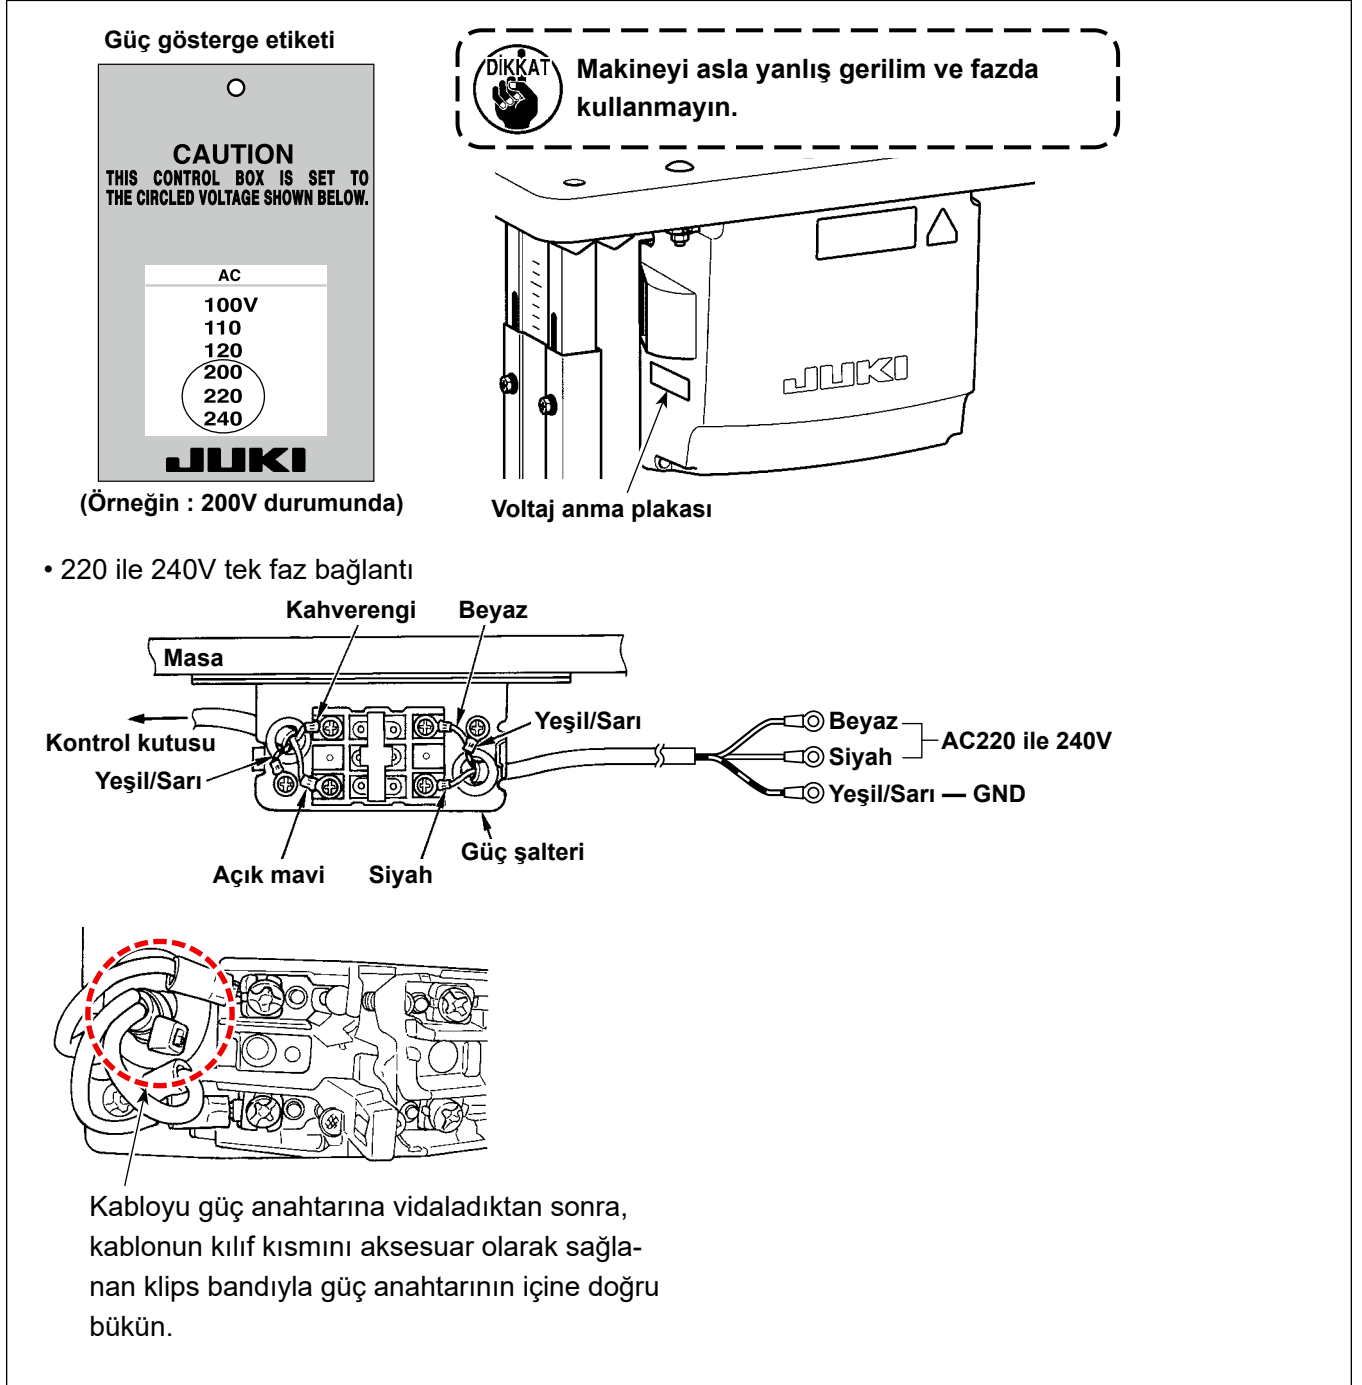 Güç gösterge etiketi
CAUTION
THIS CONTROL BOX IS SET TO
THE CIRCLED VOLTAGE SHOWN BELOW.
AC
100V
110
120
200
220
240
JUKI
(Örneğin : 200V durumunda)
DİKKAT
Makineyi asla yanlış gerilim ve fazda
kullanmayın.
JUKI
Voltaj anma plakası
• 220 ile 240V tek faz bağlantı
Kahverengi
Beyaz
Masa
Kontrol kutusu
Yeşil/Sarı
Yeşil/Sarı
Açık mavi
Siyah
Güç şalteri
Beyaz
Siyah
AC220 ile 240V
Yeşil/Sarı — GND
Kabloyu güç anahtarına vidaladıktan sonra,
kablonun kılıf kısmını aksesuar olarak sağla-
nan klips bandıyla güç anahtarının içine doğru
bükün.